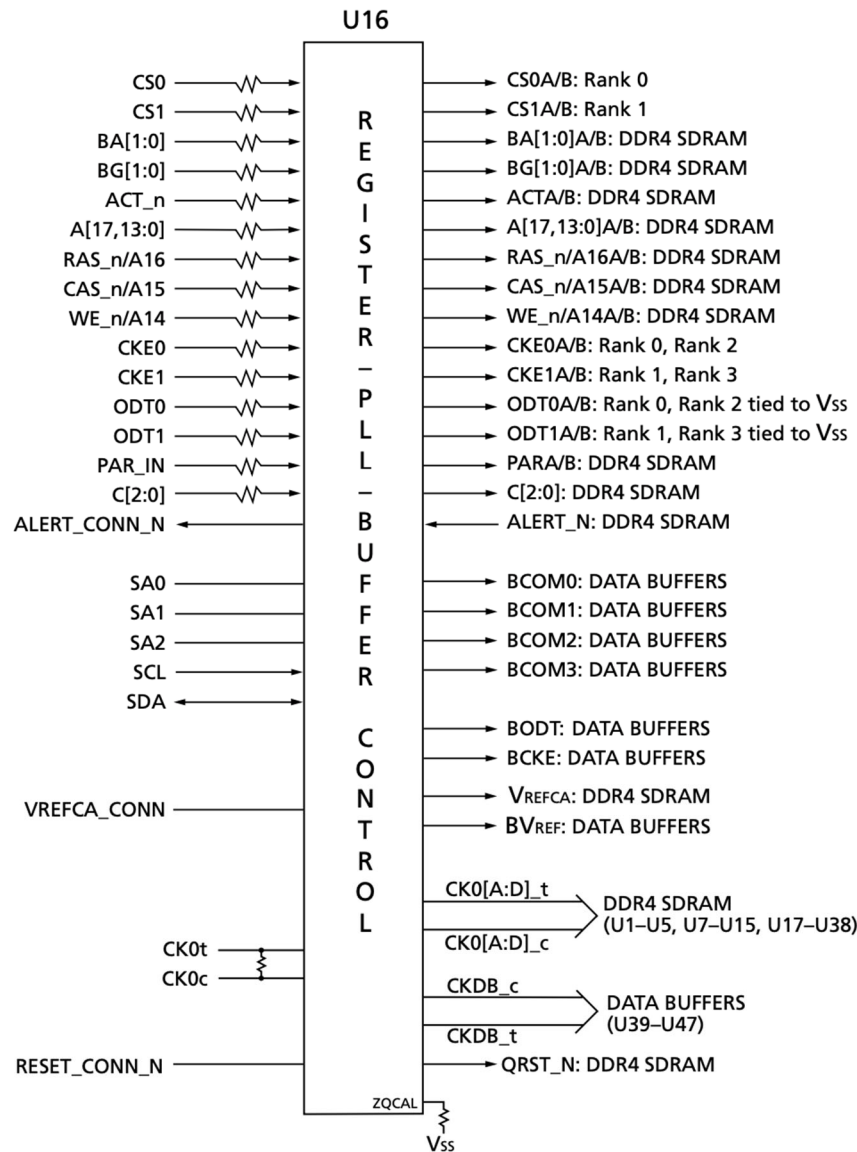 U16
CS0
CS1
BA[1:0]
BG[1:0]
ACT_n
A[17,13:0]
RAS_n/A16
CAS_n/A15
WE_n/A14
CKE0
CKE1
ODT0
ODT1
PAR_IN
C[2:0]
ALERT_CONN_N
SA0
SA1
SA2
SCL
SDA
VREFCA_CONN
CK0t
CK0c
RESET_CONN_N
REGISTER–PLL–BUFFER CONTROL
CS0A/B: Rank 0
CS1A/B: Rank 1
BA[1:0]A/B: DDR4 SDRAM
BG[1:0]A/B: DDR4 SDRAM
ACTA/B: DDR4 SDRAM
A[17,13:0]A/B: DDR4 SDRAM
RAS_n/A16A/B: DDR4 SDRAM
CAS_n/A15A/B: DDR4 SDRAM
WE_n/A14A/B: DDR4 SDRAM
CKE0A/B: Rank 0, Rank 2
CKE1A/B: Rank 1, Rank 3
ODT0A/B: Rank 0, Rank 2 tied to VSS
ODT1A/B: Rank 1, Rank 3 tied to VSS
PARA/B: DDR4 SDRAM
C[2:0]: DDR4 SDRAM
ALERT_N: DDR4 SDRAM
BCOM0: DATA BUFFERS
BCOM1: DATA BUFFERS
BCOM2: DATA BUFFERS
BCOM3: DATA BUFFERS
BODT: DATA BUFFERS
BCKE: DATA BUFFERS
VREFCA: DDR4 SDRAM
BVREF: DATA BUFFERS
CK0[A:D]_t
CK0[A:D]_c
DDR4 SDRAM
(U1–U5, U7–U15, U17–U38)
CKDB_c
CKDB_t
DATA BUFFERS
(U39–U47)
QRST_N: DDR4 SDRAM
ZQCAL
VSS